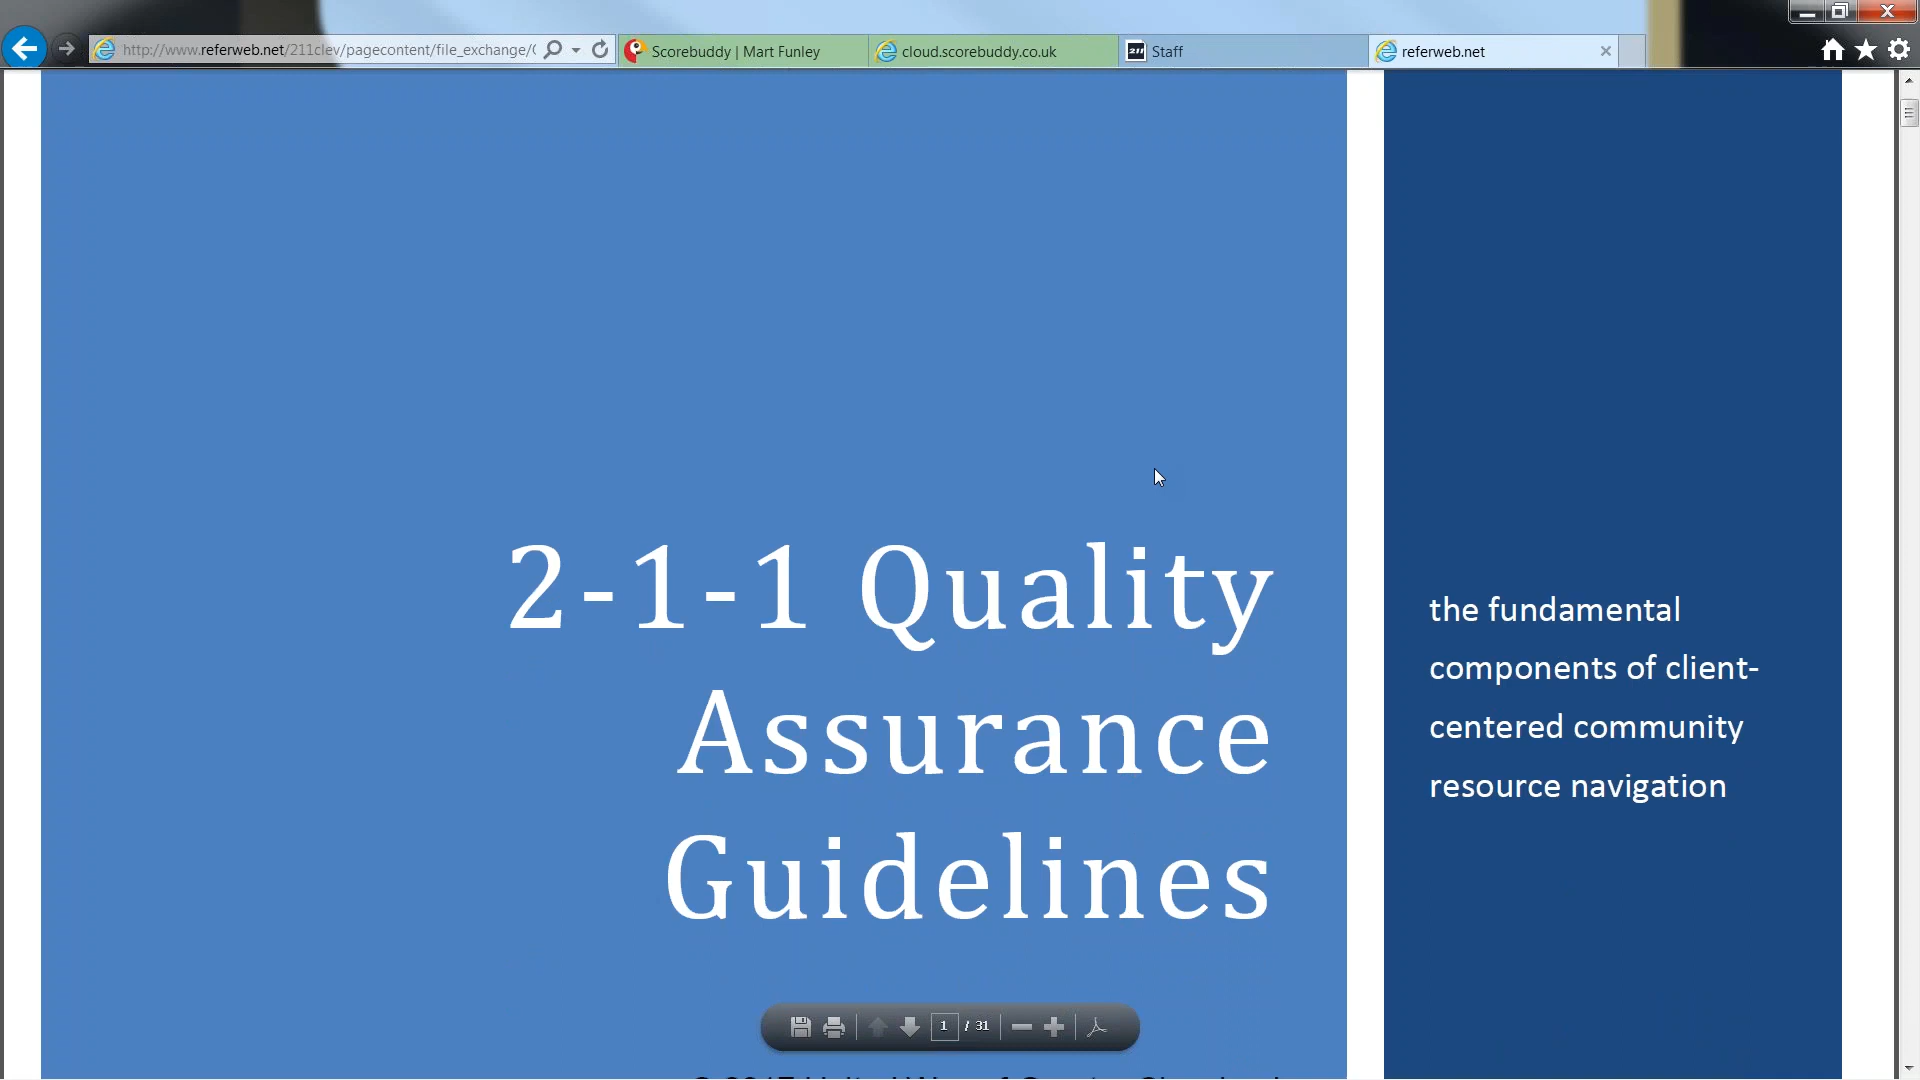 http://www.referweb.net/211clev/pagecontent/file_exchange/
Scorebuddy | Mart Funley
cloud.scorebuddy.co.uk
211
Staff
referweb.net
2-1-1 Quality
Assurance
Guidelines
the fundamental
components of client-
centered community
resource navigation
1 / 31